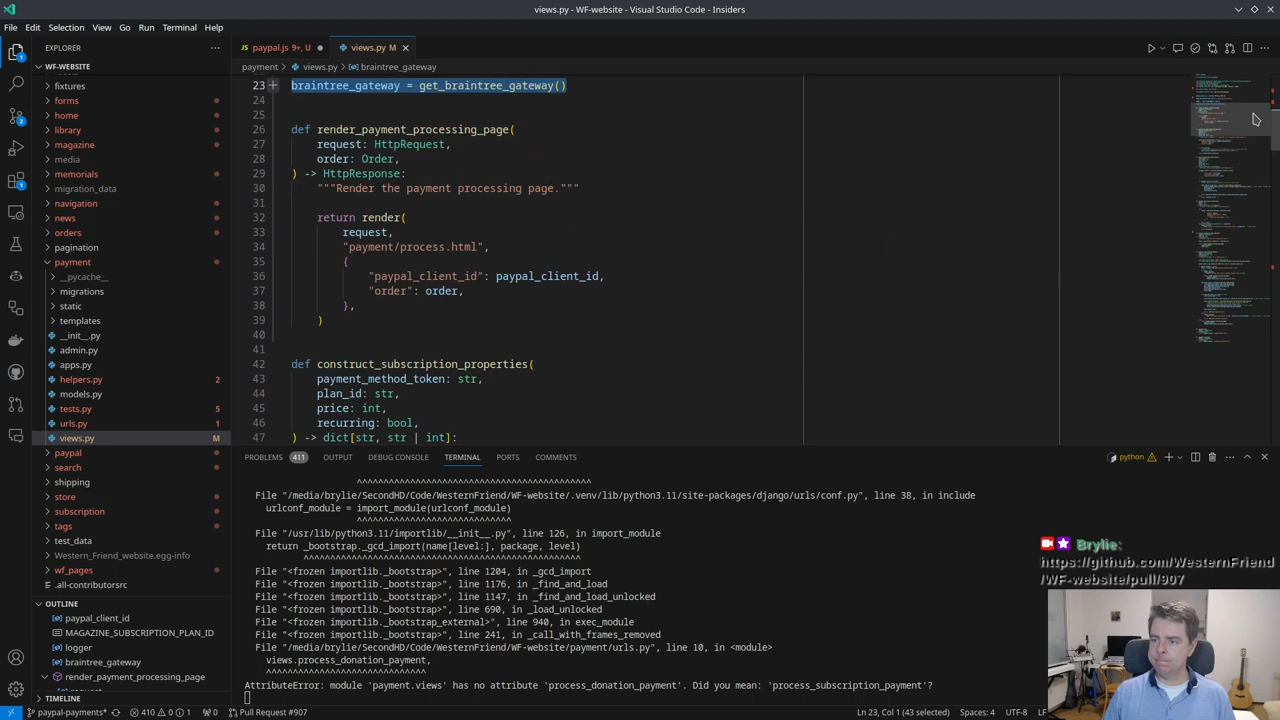 views.py - WF-website - Visual Studio Code - Insiders
File Edit Selection View Go Run Terminal Help
EXPLORER
WF-WEBSITE
fixtures
forms
home
library
magazine
media
memorials
migration_data
navigation
news
orders
pagination
payment
__pycache__
migrations
static
templates
__init__.py
admin.py
apps.py
helpers.py 2
models.py
tests.py 5
urls.py 1
views.py M
paypal
search
shipping
store
subscription
tags
test_data
Western_Friend_website.egg-info
wf_pages
.all-contributorsrc
OUTLINE
paypal_client_id
MAGAZINE_SUBSCRIPTION_PLAN_ID
logger
braintree_gateway
render_payment_processing_page
request
TIMELINE
paypal.js 9+, U
views.py M
payment > views.py > braintree_gateway
23 braintree_gateway = get_braintree_gateway()
24
25
26 def render_payment_processing_page(
27 request: HttpRequest,
28 order: Order,
29 ) -> HttpResponse:
30 """Render the payment processing page."""
31
32 return render(
33 request,
34 "payment/process.html",
35 {
36 "paypal_client_id": paypal_client_id,
37 "order": order,
38 },
39 )
40
41
42 def construct_subscription_properties(
43 payment_method_token: str,
44 plan_id: str,
45 price: int,
46 recurring: bool,
47 ) -> dict[str, str | int]:
PROBLEMS 411 OUTPUT DEBUG CONSOLE TERMINAL PORTS COMMENTS
python
^^^^^^^^^^^^^^^^^^^^^^^^^^^^^^^^^^^^^^^^^^^^
File "/media/brylie/SecondHD/Code/WesternFriend/WF-website/.venv/lib/python3.11/site-packages/django/urls/conf.py", line 38, in include
urlconf_module = import_module(urlconf_module)
^^^^^^^^^^^^^^^^^^^^^^^^^^^^^
File "/usr/lib/python3.11/importlib/__init__.py", line 126, in import_module
return _bootstrap._gcd_import(name[level:], package, level)
^^^^^^^^^^^^^^^^^^^^^^^^^^^^^^^^^^^^^^^^^^^^^^^^^^^^
File "<frozen importlib._bootstrap>", line 1204, in _gcd_import
File "<frozen importlib._bootstrap>", line 1176, in _find_and_load
File "<frozen importlib._bootstrap>", line 1147, in _find_and_load_unlocked
File "<frozen importlib._bootstrap>", line 690, in _load_unlocked
File "<frozen importlib._bootstrap_external>", line 940, in exec_module
File "<frozen importlib._bootstrap>", line 241, in _call_with_frames_removed
File "/media/brylie/SecondHD/Code/WesternFriend/WF-website/payment/urls.py", line 10, in <module>
views.process_donation_payment,
^^^^^^^^^^^^^^^^^^^^^^^^^^^^^^
AttributeError: module 'payment.views' has no attribute 'process_donation_payment'. Did you mean: 'process_subscription_payment'?
Brylie:
https://github.com/WesternFriend
/WF-website/pull/907
paypal-payments* 410 0 1 0 Pull Request #907
Ln 23, Col 1 (43 selected) Spaces: 4 UTF-8 LF